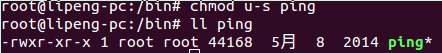 root@lipeng-pc:/bin# chmod u-s ping
root@lipeng-pc:/bin# ll ping
-rwxr-xr-x 1 root root 44168  5月  8  2014 ping*